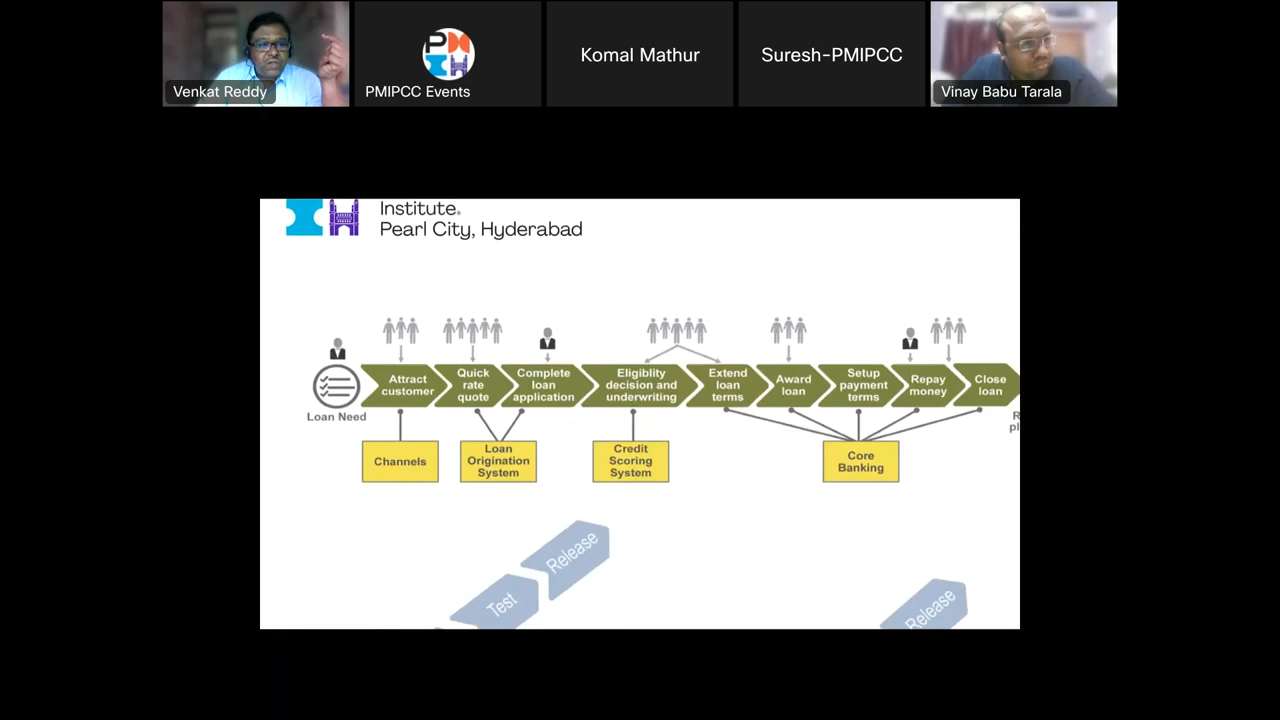 Venkat Reddy
PMIPCC Events
Komal Mathur
Suresh-PMIPCC
Vinay Babu Tarala
Institute.
Pearl City, Hyderabad
Loan Need
Attract
customer
Quick
rate
quote
Complete
loan
application
Eligiblity
decision and
underwriting
Extend
loan
terms
Award
loan
Setup
payment
terms
Repay
money
Close
loan
Channels
Loan
Origination
System
Credit
Scoring
System
Core
Banking
Test
Release
Release